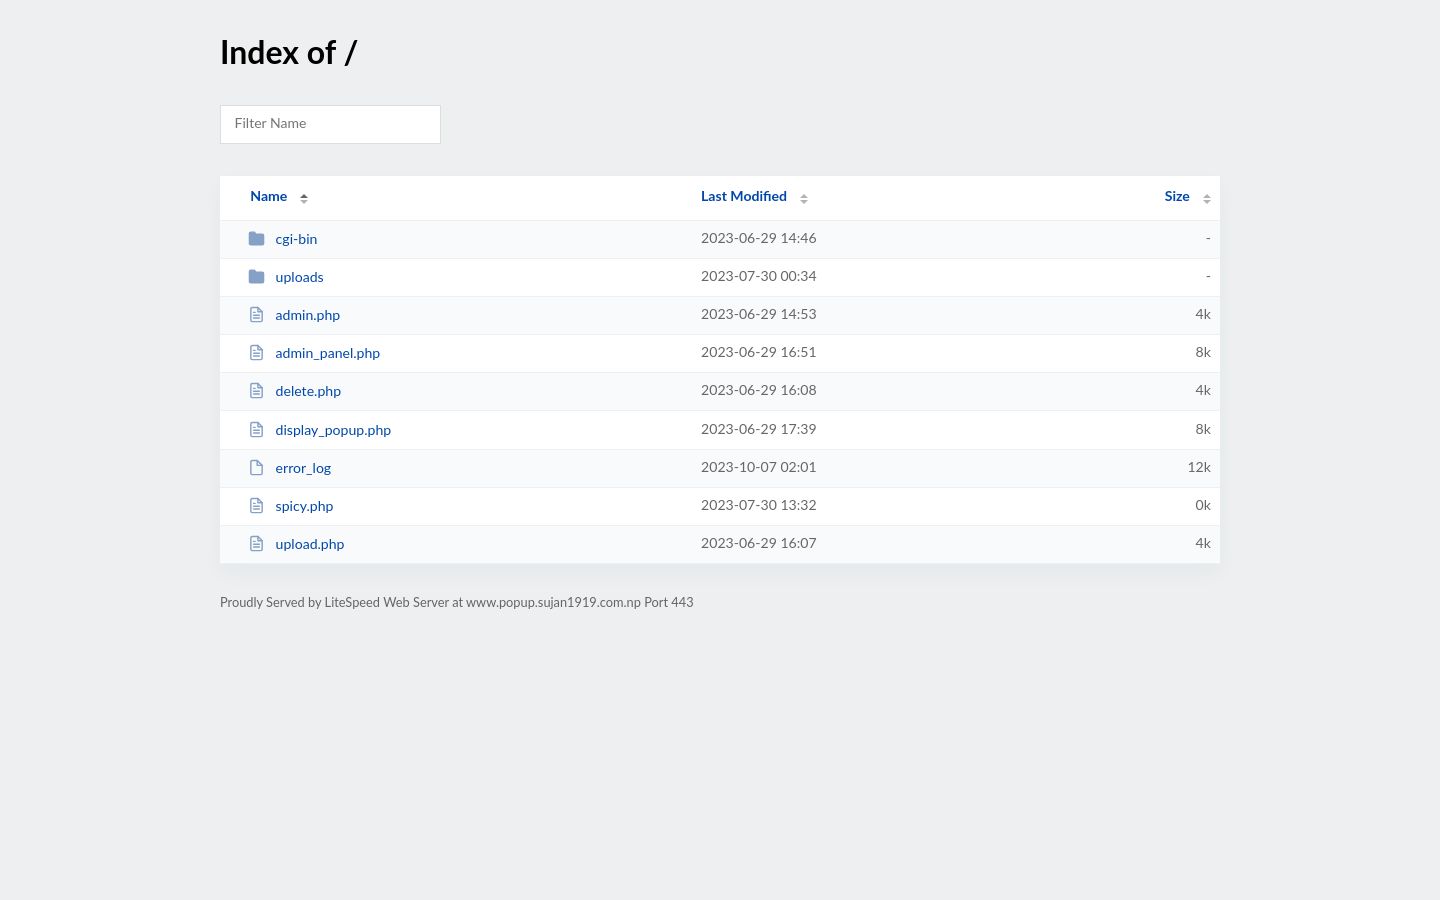 Index of /
Filter Name
Name Last Modified Size
cgi-bin 2023-06-29 14:46 -
uploads 2023-07-30 00:34 -
admin.php 2023-06-29 14:53 4k
admin_panel.php 2023-06-29 16:51 8k
delete.php 2023-06-29 16:08 4k
display_popup.php 2023-06-29 17:39 8k
error_log 2023-10-07 02:01 12k
spicy.php 2023-07-30 13:32 0k
upload.php 2023-06-29 16:07 4k
Proudly Served by LiteSpeed Web Server at www.popup.sujan1919.com.np Port 443